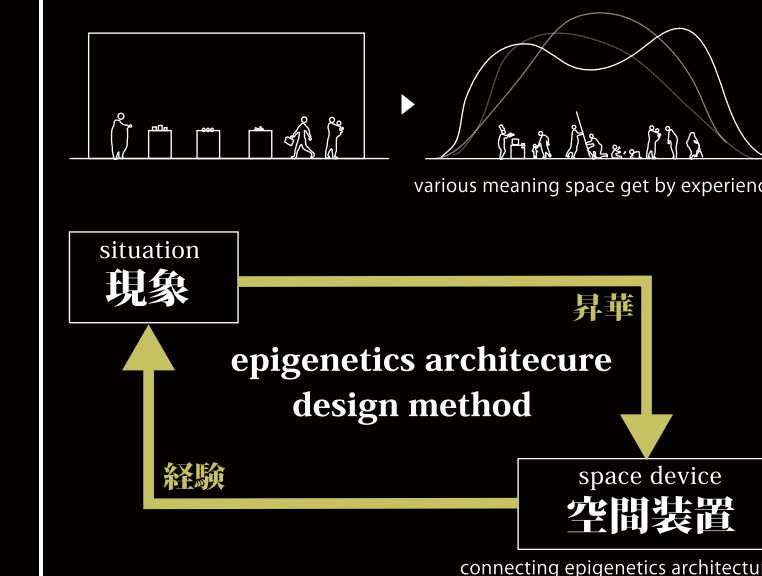 various meaning space get by experienc
situation
現象
昇華
epigenetics architecure
design method
経験
space device
空間装置
connecting epigenetics architectu